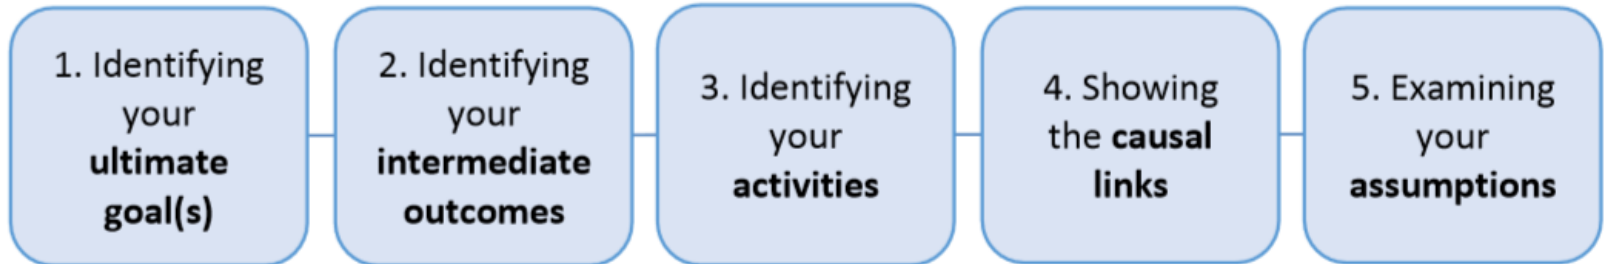 1. Identifying
your
ultimate
goal(s)
2. Identifying
your
intermediate
outcomes
3. Identifying
your
activities
4. Showing
the causal
links
5. Examining
your
assumptions